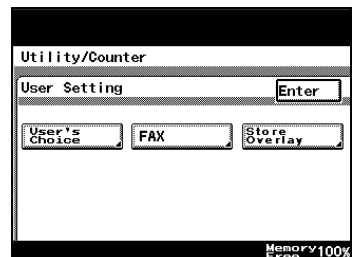 Utility/Counter
User Setting
Enter
User's
Choice
FAX
Store
Overlay
Memory
Free 100%